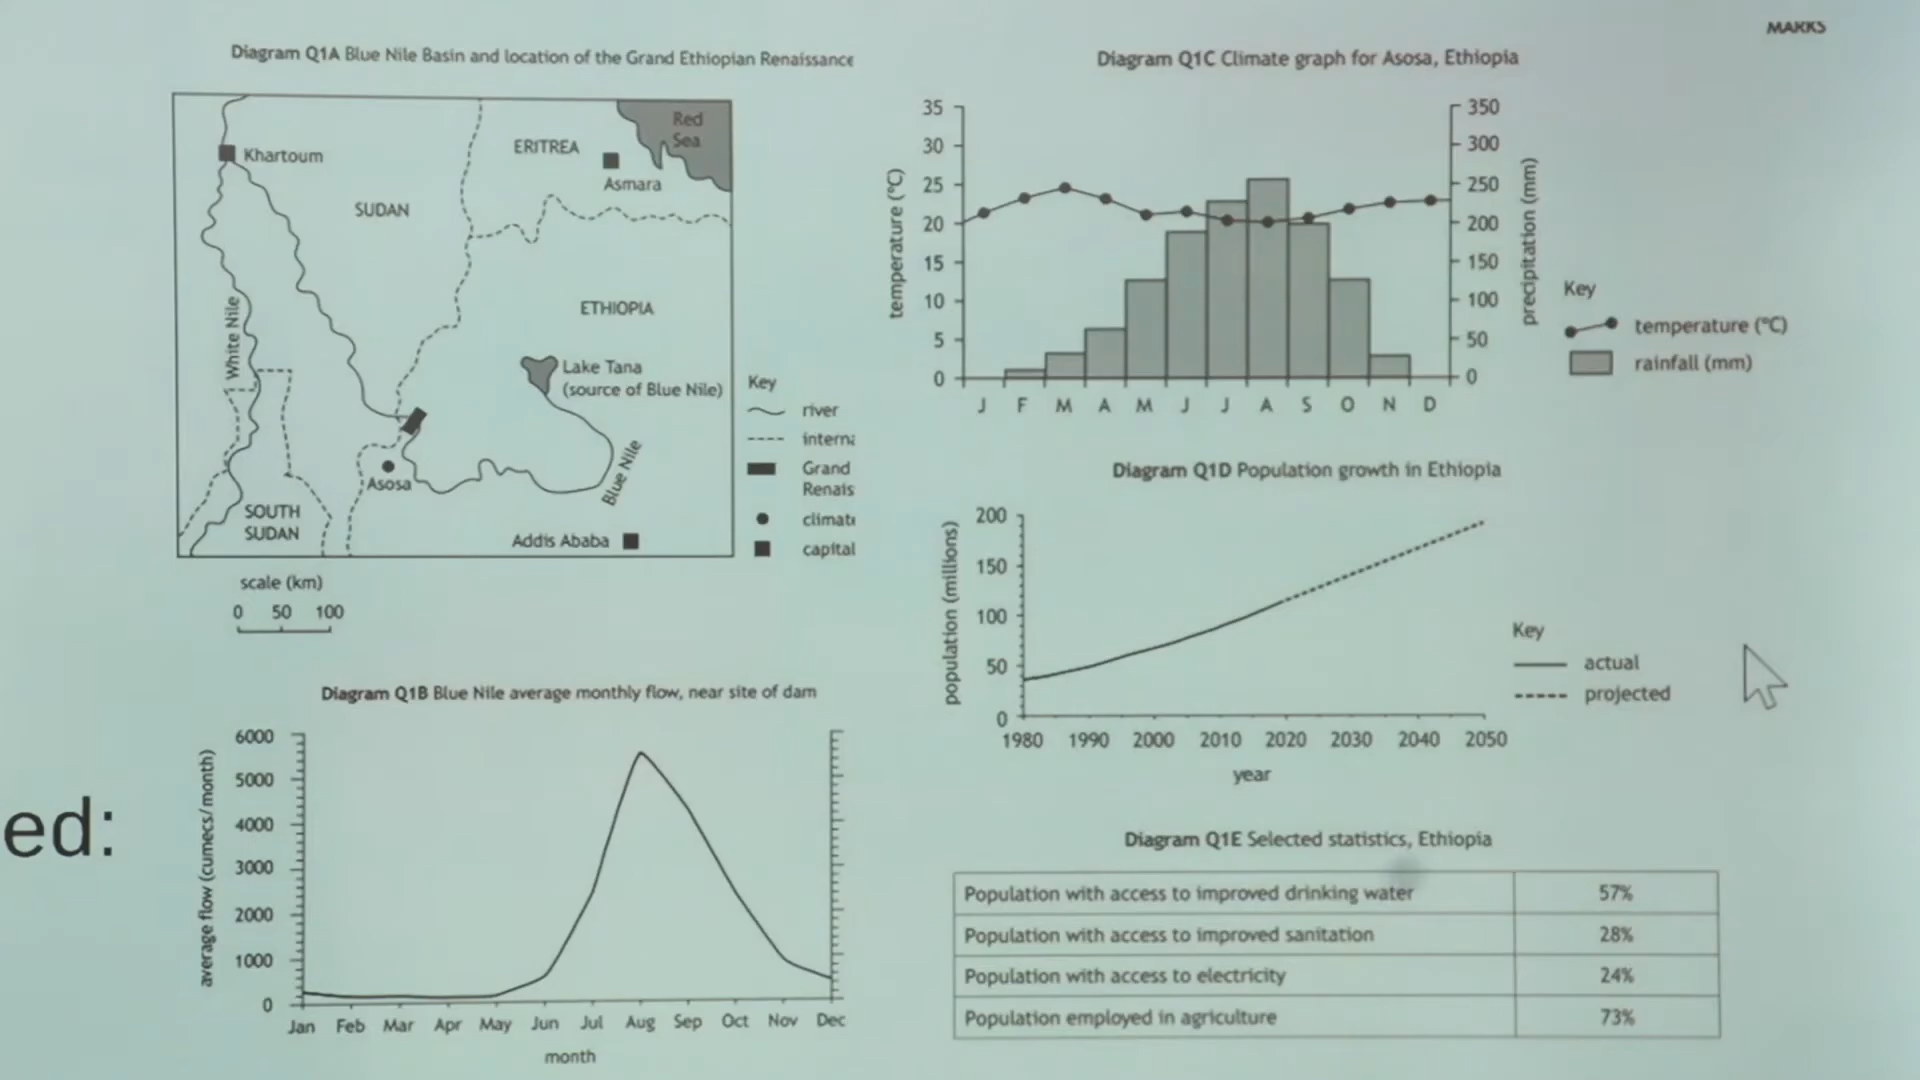 MARKS
Diagram Q1A Blue Nile Basin and location of the Grand Ethiopian Renaissance
Red
Sea
ERITREA
Khartoum
Asmara
SUDAN
White Nile
ETHIOPIA
Lake Tana
(source of Blue Nile)
Blue Nile
Asosa
SOUTH
SUDAN
Addis Ababa
Key
river
interna
Grand
Renais
climate
capital
scale (km)
0 50 100
Diagram Q1B Blue Nile average monthly flow, near site of dam
average flow (cumecs/month)
6000
5000
4000
3000
2000
1000
0
Jan Feb Mar Apr May Jun Jul Aug Sep Oct Nov Dec
month
ed:
Diagram Q1C Climate graph for Asosa, Ethiopia
temperature (°C)
35
30
25
20
15
10
5
0
350
300
250
200
150
100
50
0
precipitation (mm)
J F M A M J J A S O N D
Key
temperature (°C)
rainfall (mm)
Diagram Q1D Population growth in Ethiopia
population (millions)
200
150
100
50
0
1980 1990 2000 2010 2020 2030 2040 2050
year
Key
actual
projected
Diagram Q1E Selected statistics, Ethiopia
Population with access to improved drinking water 57%
Population with access to improved sanitation 28%
Population with access to electricity 24%
Population employed in agriculture 73%